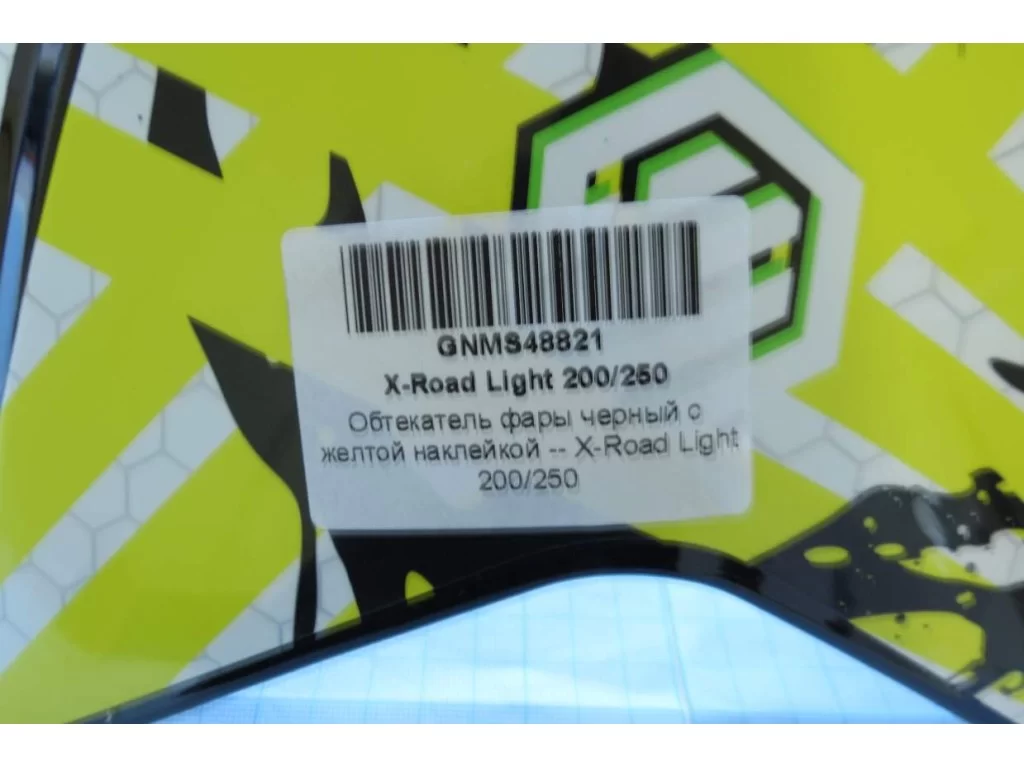 GNMS48821
X-Road Light 200/250
Обтекатель фары черный с
желтой наклейкой -- X-Road Light
200/250